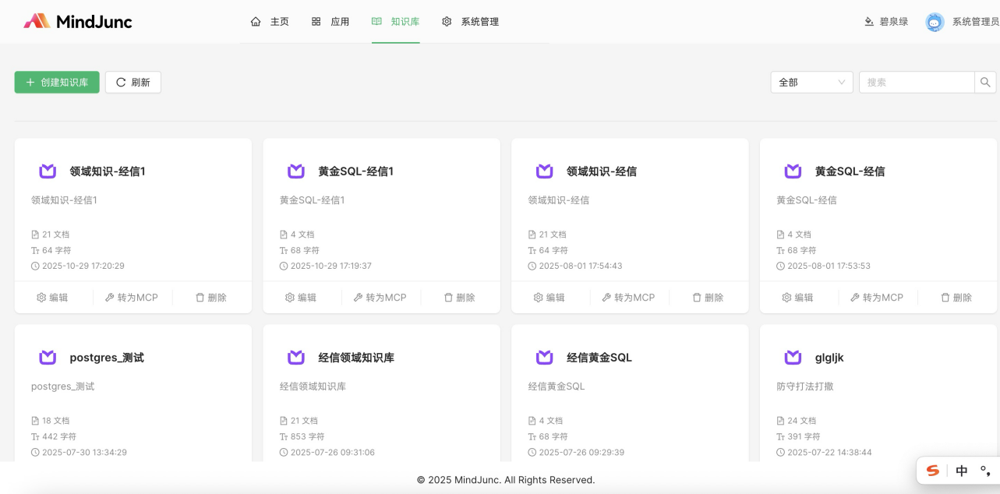 MindJunc 主页 应用 知识库 系统管理 碧泉绿 系统管理员
创建知识库 刷新 全部 搜索
领域知识-经信1 黄金SQL-经信1 领域知识-经信 黄金SQL-经信
领域知识-经信1 黄金SQL-经信1 领域知识-经信 黄金SQL-经信
21 文档 4 文档 21 文档 4 文档
64 字符 68 字符 64 字符 68 字符
2025-10-29 17:20:29 2025-10-29 17:19:37 2025-08-01 17:54:43 2025-08-01 17:53:53
编辑 转为MCP 删除 编辑 转为MCP 删除 编辑 转为MCP 删除 编辑 转为MCP 删除
postgres_测试 经信领域知识库 经信黄金SQL glgljk
postgres_测试 经信领域知识库 经信黄金SQL 防守打法打撒
18 文档 21 文档 4 文档 24 文档
442 字符 853 字符 68 字符 391 字符
2025-07-30 13:34:29 2025-07-26 09:31:06 2025-07-26 09:29:39 2025-07-22 14:38:44
中 °,
© 2025 MindJunc. All Rights Reserved.